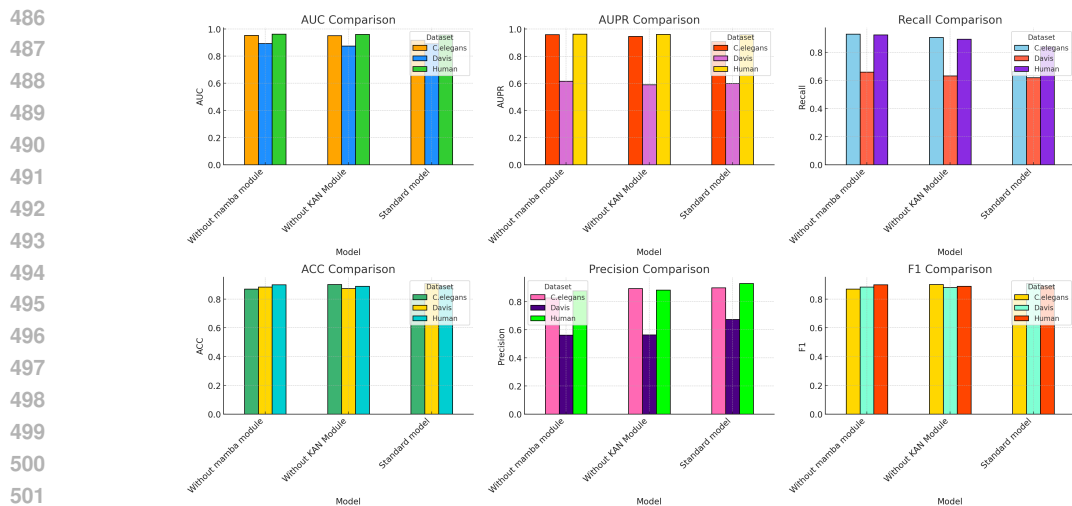 486
487
488
489
490
491
492
493
494
495
496
497
498
499
500
501
AUC Comparison
AUC
1.0
0.8
0.6
0.4
0.2
0.0
Dataset
C.elegans
Davis
Human
Without mamba module
Without KAN Module
Standard model
Model
AUPR Comparison
AUPR
1.0
0.8
0.6
0.4
0.2
0.0
Dataset
C.elegans
Davis
Human
Without mamba module
Without KAN Module
Standard model
Model
Recall Comparison
Recall
0.8
0.6
0.4
0.2
0.0
Dataset
C.elegans
Davis
Human
Without mamba module
Without KAN Module
Standard model
Model
ACC Comparison
ACC
0.8
0.6
0.4
0.2
0.0
Dataset
C.elegans
Davis
Human
Without mamba module
Without KAN Module
Standard model
Model
Precision Comparison
Precision
0.8
0.6
0.4
0.2
0.0
Dataset
C.elegans
Davis
Human
Without mamba module
Without KAN Module
Standard model
Model
F1 Comparison
F1
0.8
0.6
0.4
0.2
0.0
Dataset
C.elegans
Davis
Human
Without mamba module
Without KAN Module
Standard model
Model